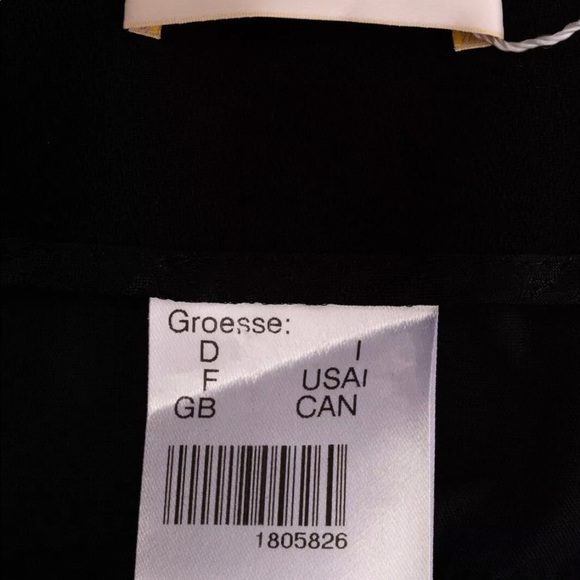 Groesse:
D I
F USA/
GB CAN
1805826